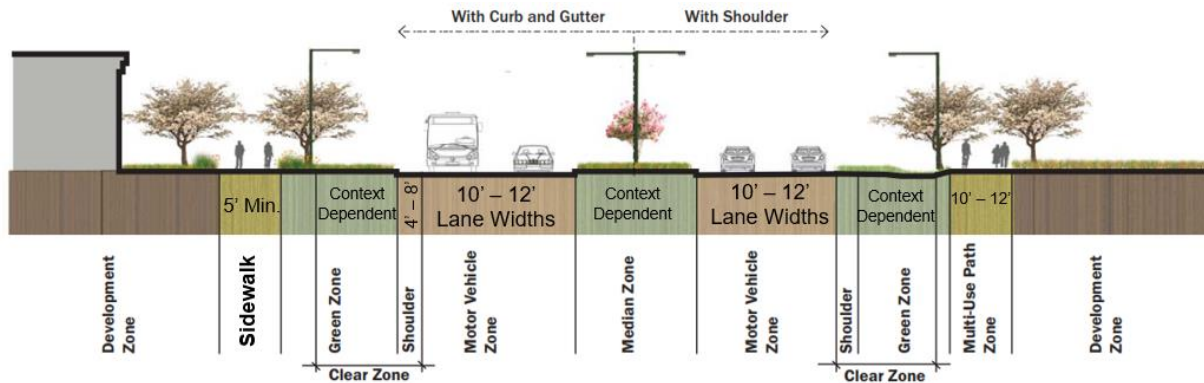 With Curb and Gutter
With Shoulder
5’ Min.
Context
Dependent
4’ – 8’
10’ – 12’
Lane Widths
Context
Dependent
10’ – 12’
Lane Widths
Context
Dependent
10’ – 12’
Development
Zone
Sidewalk
Green Zone
Shoulder
Motor Vehicle
Zone
Median Zone
Motor Vehicle
Zone
Shoulder
Green Zone
Multi-Use Path
Zone
Development
Zone
Clear Zone
Clear Zone